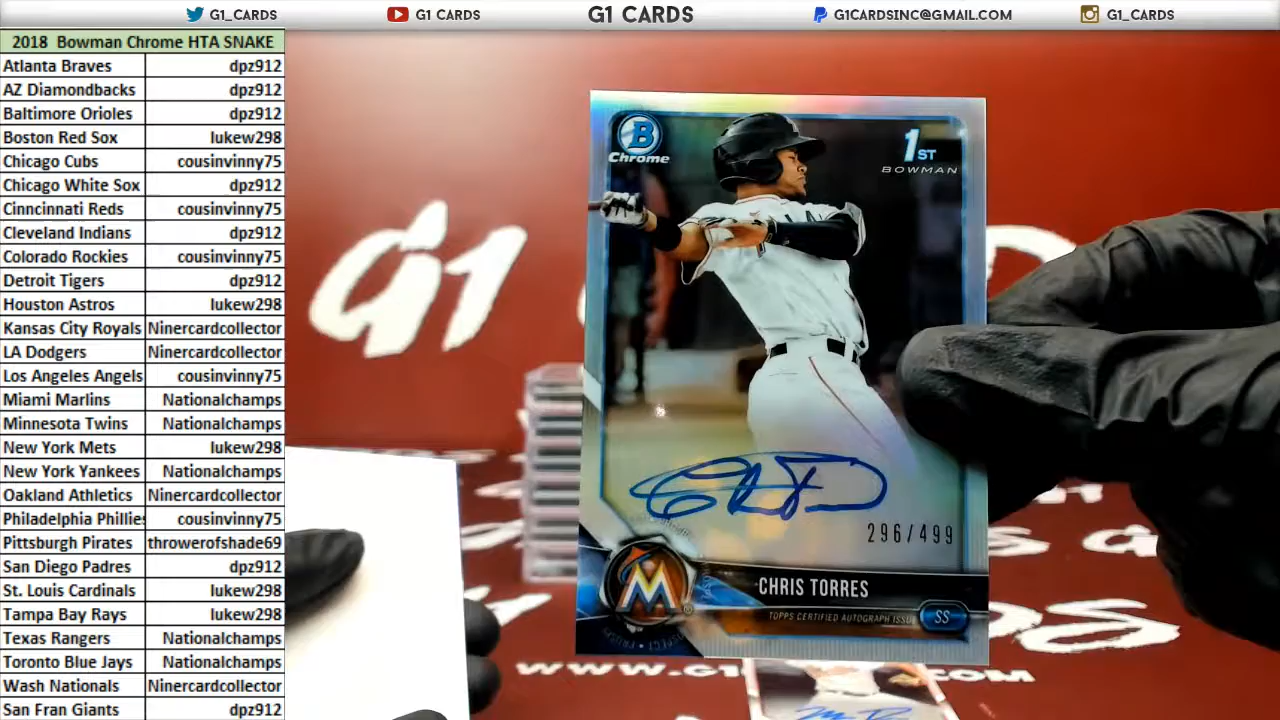 G1_CARDS
G1 CARDS
G1 CARDS
G1CARDSINC@GMAIL.COM
G1_CARDS
2018 Bowman Chrome HTA SNAKE
Atlanta Braves dpz912
AZ Diamondbacks dpz912
Baltimore Orioles dpz912
Boston Red Sox lukew298
Chicago Cubs cousinvinny75
Chicago White Sox dpz912
Cinncinnati Reds cousinvinny75
Cleveland Indians dpz912
Colorado Rockies cousinvinny75
Detroit Tigers dpz912
Houston Astros lukew298
Kansas City Royals Ninercardcollector
LA Dodgers Ninercardcollector
Los Angeles Angels cousinvinny75
Miami Marlins Nationalchamps
Minnesota Twins Nationalchamps
New York Mets lukew298
New York Yankees Nationalchamps
Oakland Athletics Ninercardcollector
Philadelphia Phillies cousinvinny75
Pittsburgh Pirates throwerofshade69
San Diego Padres dpz912
St. Louis Cardinals lukew298
Tampa Bay Rays lukew298
Texas Rangers Nationalchamps
Toronto Blue Jays Nationalchamps
Wash Nationals Ninercardcollector
San Fran Giants dpz912
G1
B
Chrome
1ST
BOWMAN
296/499
M
CHRIS TORRES
TOPPS CERTIFIED AUTOGRAPH ISSUE
SS
WWW.G1